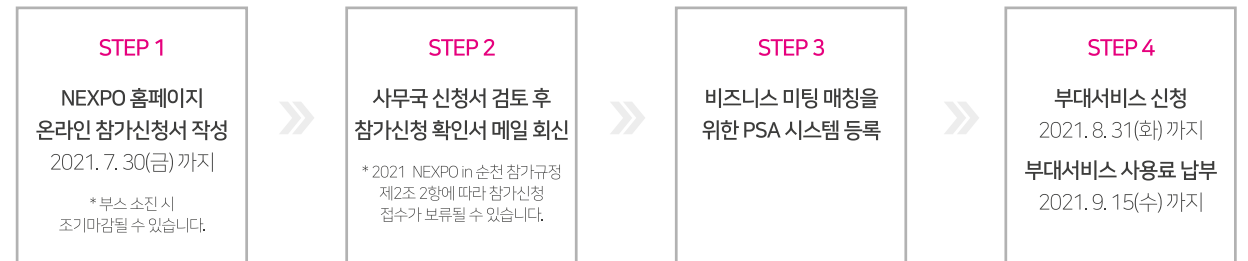 STEP 1
NEXPO 홈페이지
온라인 참가신청서 작성
2021. 7. 30(금) 까지
* 부스 소진 시
조기마감될 수 있습니다.
STEP 2
사무국 신청서 검토 후
참가신청 확인서 메일 회신
* 2021 NEXPO in 순천 참가규정
제2조 2항에 따라 참가신청
접수가 보류될 수 있습니다.
STEP 3
비즈니스 미팅 매칭을
위한 PSA 시스템 등록
STEP 4
부대서비스 신청
2021. 8. 31(화) 까지
부대서비스 사용료 납부
2021. 9. 15(수) 까지